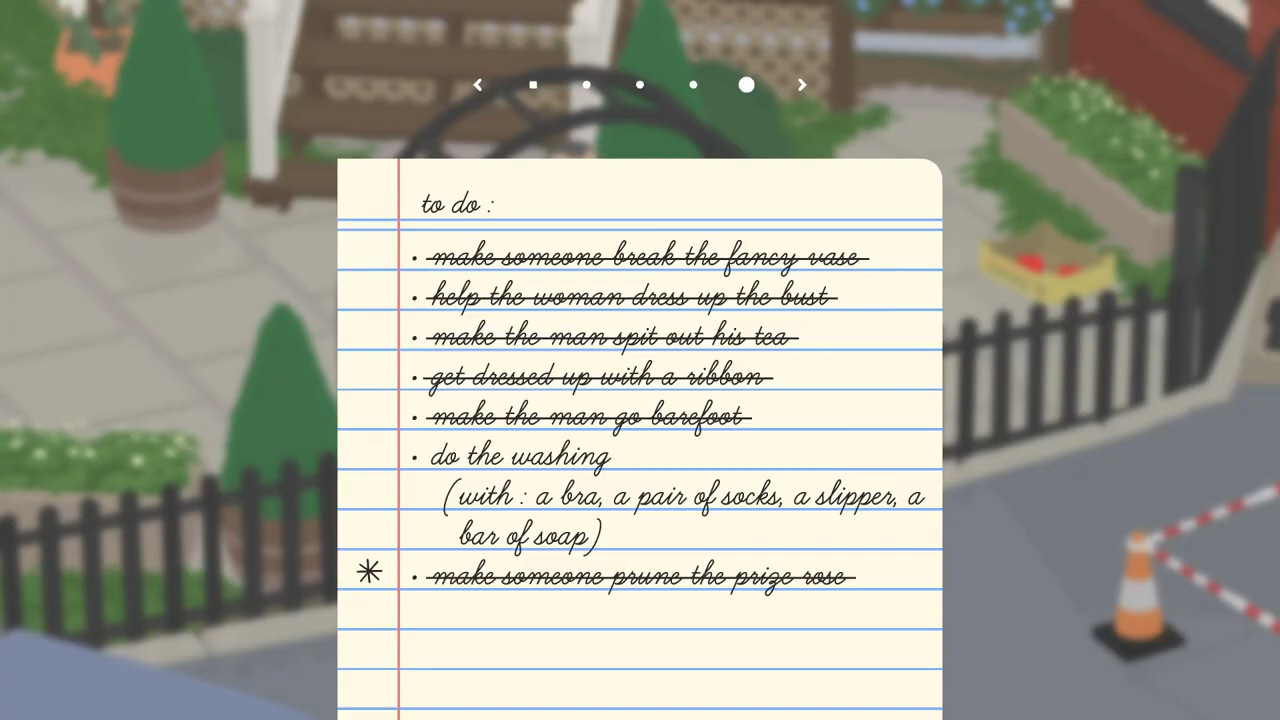 to do :
• make someone break the fancy vase
• help the woman dress up the bust
• make the man spit out his tea
• get dressed up with a ribbon
• make the man go barefoot
• do the washing
(with : a bra, a pair of socks, a slipper, a
bar of soap)
• make someone prune the prize rose